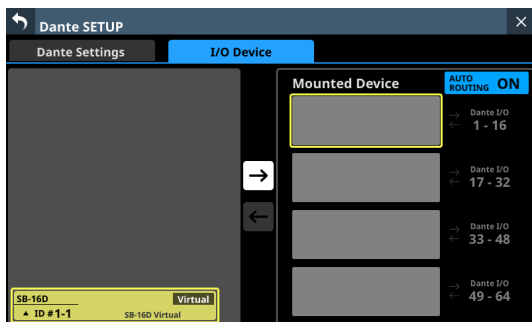 Dante SETUP
Dante Settings
I/O Device
Mounted Device
AUTO ROUTING ON
Dante I/O
1 - 16
Dante I/O
17 - 32
Dante I/O
33 - 48
Dante I/O
49 - 64
SB-16D
Virtual
ID #1-1
SB-16D Virtual